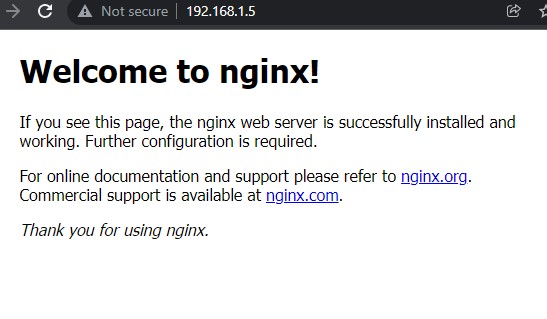 Not secure 192.168.1.5
Welcome to nginx!
If you see this page, the nginx web server is successfully installed and
working. Further configuration is required.
For online documentation and support please refer to nginx.org.
Commercial support is available at nginx.com.
Thank you for using nginx.